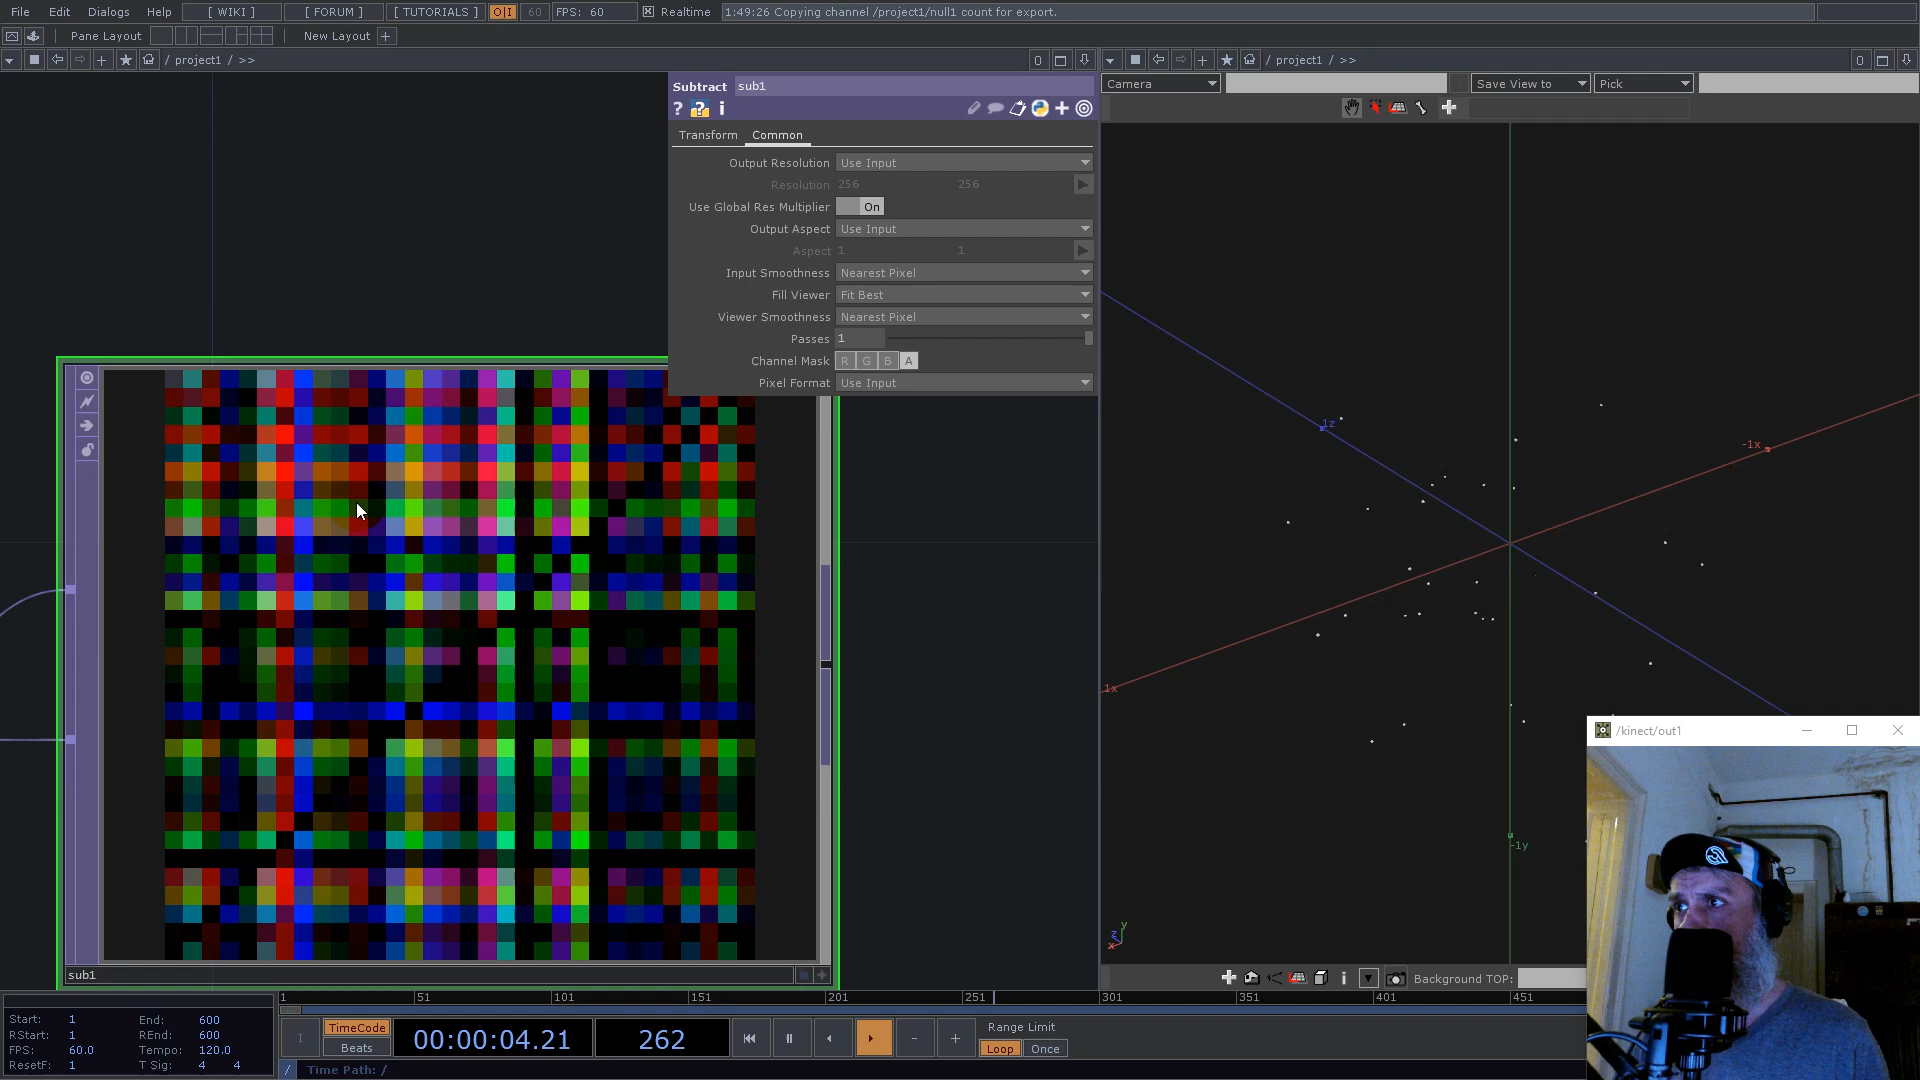 File Edit Dialogs Help [ WIKI ] [ FORUM ] [ TUTORIALS ] O|I 60 FPS: 60 Realtime 1:49:26 Copying channel /project1/null1 count for export.
Pane Layout New Layout +
/ project1 / >> 0 / project1 / >> 0
Subtract sub1
Camera Save View to Pick
? ? i
Transform Common
Output Resolution Use Input
Resolution 256 256
Use Global Res Multiplier On
Output Aspect Use Input
Aspect 1 1
Input Smoothness Nearest Pixel
Fill Viewer Fit Best
Viewer Smoothness Nearest Pixel
Passes 1
Channel Mask R G B A
Pixel Format Use Input
1z
-1x
1x
-1y
y
z
x
/kinect/out1
sub1
Background TOP:
1 51 101 151 201 251 301 351 401 451
Start: 1 End: 600
RStart: 1 REnd: 600
FPS: 60.0 Tempo: 120.0
ResetF: 1 T Sig: 4 4
I TimeCode Beats 00:00:04.21 262 - + Range Limit Loop Once
/ Time Path: /